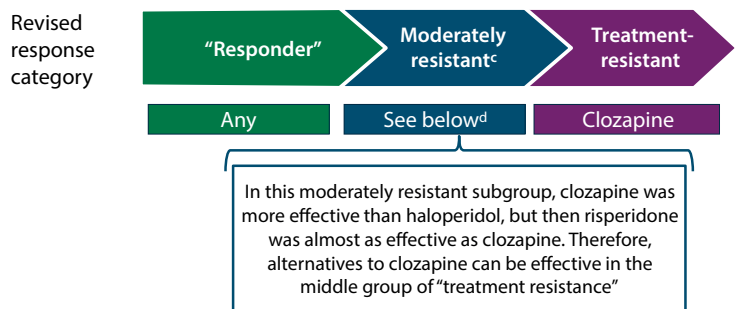 Revised
response
category
“Responder”
Moderately
resistantᶜ
Treatment-
resistant
Any
See belowᵈ
Clozapine
In this moderately resistant subgroup, clozapine was
more effective than haloperidol, but then risperidone
was almost as effective as clozapine. Therefore,
alternatives to clozapine can be effective in the
middle group of “treatment resistance”